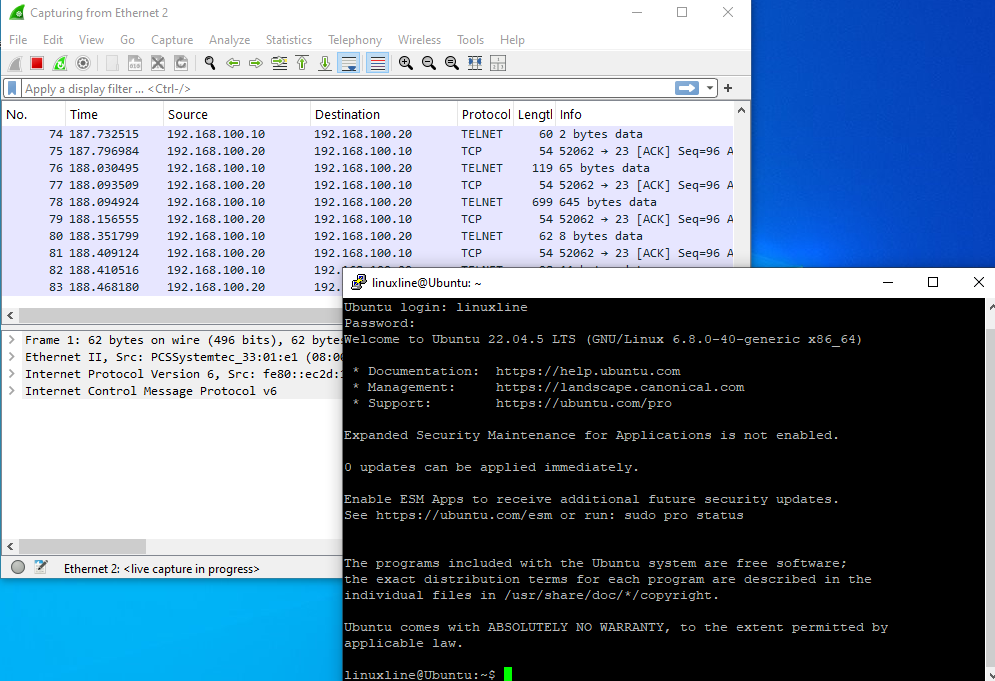 Capturing from Ethernet 2
File Edit View Go Capture Analyze Statistics Telephony Wireless Tools Help
Apply a display filter ... <Ctrl-/>
No. Time Source Destination Protocol Lengtl Info
74 187.732515 192.168.100.10 192.168.100.20 TELNET 60 2 bytes data
75 187.796984 192.168.100.20 192.168.100.10 TCP 54 52062 → 23 [ACK] Seq=96 A
76 188.030495 192.168.100.10 192.168.100.20 TELNET 119 65 bytes data
77 188.093509 192.168.100.20 192.168.100.10 TCP 54 52062 → 23 [ACK] Seq=96 A
78 188.094924 192.168.100.10 192.168.100.20 TELNET 699 645 bytes data
79 188.156555 192.168.100.20 192.168.100.10 TCP 54 52062 → 23 [ACK] Seq=96 A
80 188.351799 192.168.100.10 192.168.100.20 TELNET 62 8 bytes data
81 188.409124 192.168.100.20 192.168.100.10 TCP 54 52062 → 23 [ACK] Seq=96 A
82 188.410516 192.168.100.10 192.
83 188.468180 192.168.100.20 192.
Frame 1: 62 bytes on wire (496 bits), 62 bytes
Ethernet II, Src: PCSSystemtec_33:01:e1 (08:00
Internet Protocol Version 6, Src: fe80::ec2d:
Internet Control Message Protocol v6
Ethernet 2: <live capture in progress>
linuxline@Ubuntu: ~
Ubuntu login: linuxline
Password:
Welcome to Ubuntu 22.04.5 LTS (GNU/Linux 6.8.0-40-generic x86_64)
* Documentation: https://help.ubuntu.com
* Management: https://landscape.canonical.com
* Support: https://ubuntu.com/pro
Expanded Security Maintenance for Applications is not enabled.
0 updates can be applied immediately.
Enable ESM Apps to receive additional future security updates.
See https://ubuntu.com/esm or run: sudo pro status
The programs included with the Ubuntu system are free software;
the exact distribution terms for each program are described in the
individual files in /usr/share/doc/*/copyright.
Ubuntu comes with ABSOLUTELY NO WARRANTY, to the extent permitted by
applicable law.
linuxline@Ubuntu:~$